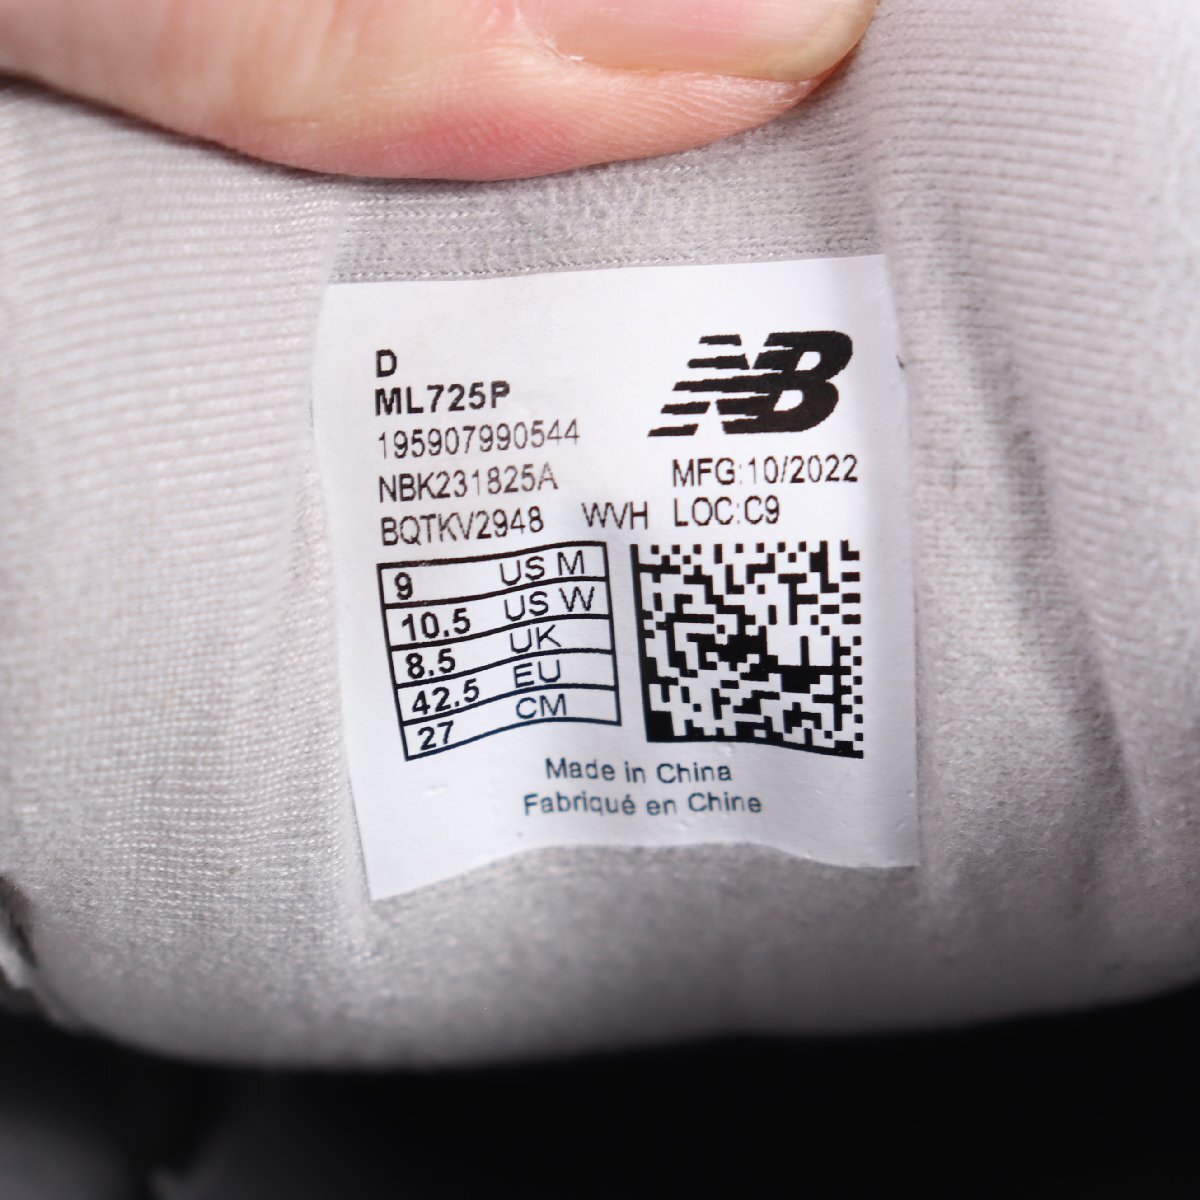 D
ML725P
NB
195907990544
NBK231825A
MFG:10/2022
BQTKV2948 WVH LOC:C9
9 US M
10.5 US W
8.5 UK
42.5 EU
27 CM
Made in China
Fabriqué en Chine